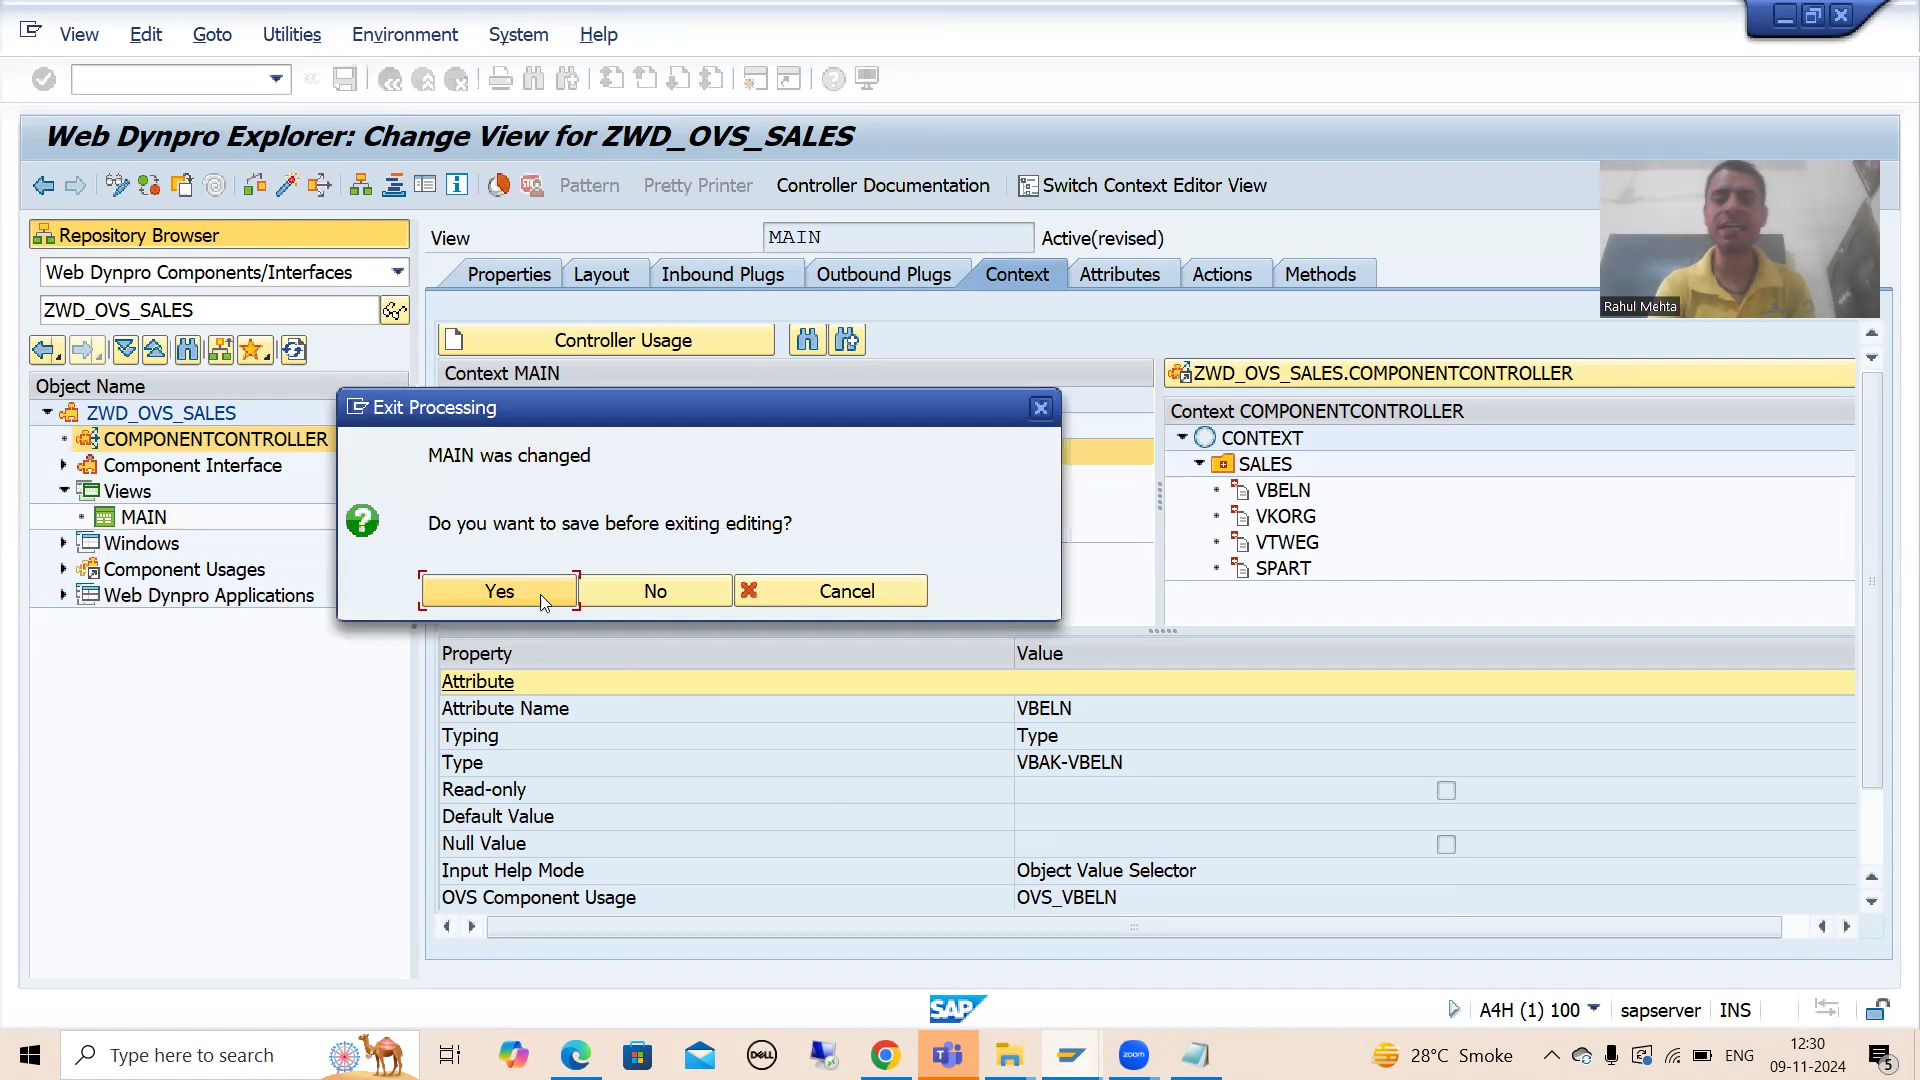 View Edit Goto Utilities Environment System Help
Web Dynpro Explorer: Change View for ZWD_OVS_SALES
Pattern Pretty Printer Controller Documentation Switch Context Editor View
Repository Browser
Web Dynpro Components/Interfaces
ZWD_OVS_SALES
Object Name
ZWD_OVS_SALES
COMPONENTCONTROLLER
Component Interface
Views
MAIN
Windows
Component Usages
Web Dynpro Applications
View MAIN Active(revised)
Properties Layout Inbound Plugs Outbound Plugs Context Attributes Actions Methods
Controller Usage
Context MAIN
ZWD_OVS_SALES.COMPONENTCONTROLLER
Context COMPONENTCONTROLLER
CONTEXT
SALES
VBELN
VKORG
VTWEG
SPART
Exit Processing
MAIN was changed
Do you want to save before exiting editing?
Yes No Cancel
Property Value
Attribute
Attribute Name VBELN
Typing Type
Type VBAK-VBELN
Read-only
Default Value
Null Value
Input Help Mode Object Value Selector
OVS Component Usage OVS_VBELN
Rahul Mehta
SAP
A4H (1) 100 sapserver INS
Type here to search
DELL
zoom
28°C Smoke
ENG
12:30
09-11-2024
5